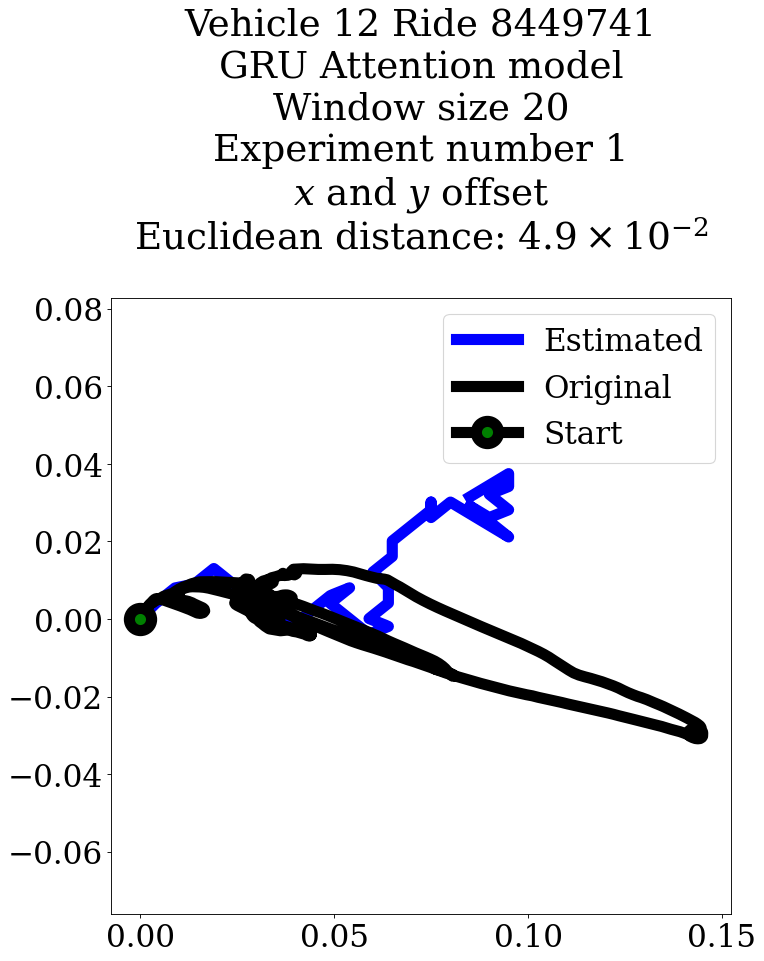 Vehicle 12 Ride 8449741
GRU Attention model
Window size 20
Experiment number 1
x and y offset
Euclidean distance: 4.9 × 10⁻²
0.08
0.06
0.04
0.02
0.00
−0.02
−0.04
−0.06
Estimated
Original
Start
0.00 0.05 0.10 0.15